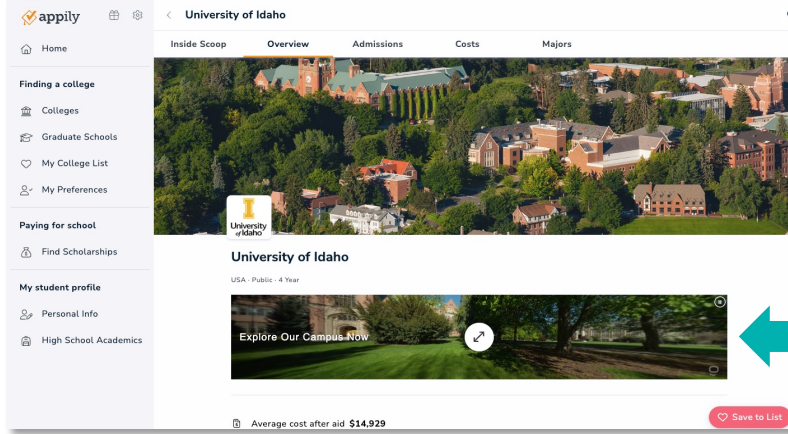 appily
University of Idaho
Home
Inside Scoop Overview Admissions Costs Majors
Finding a college
Colleges
Graduate Schools
My College List
My Preferences
Paying for school
Find Scholarships
My student profile
Personal Info
High School Academics
University
of Idaho
University of Idaho
USA · Public · 4 Year
Explore Our Campus Now
Average cost after aid $14,929
Save to List